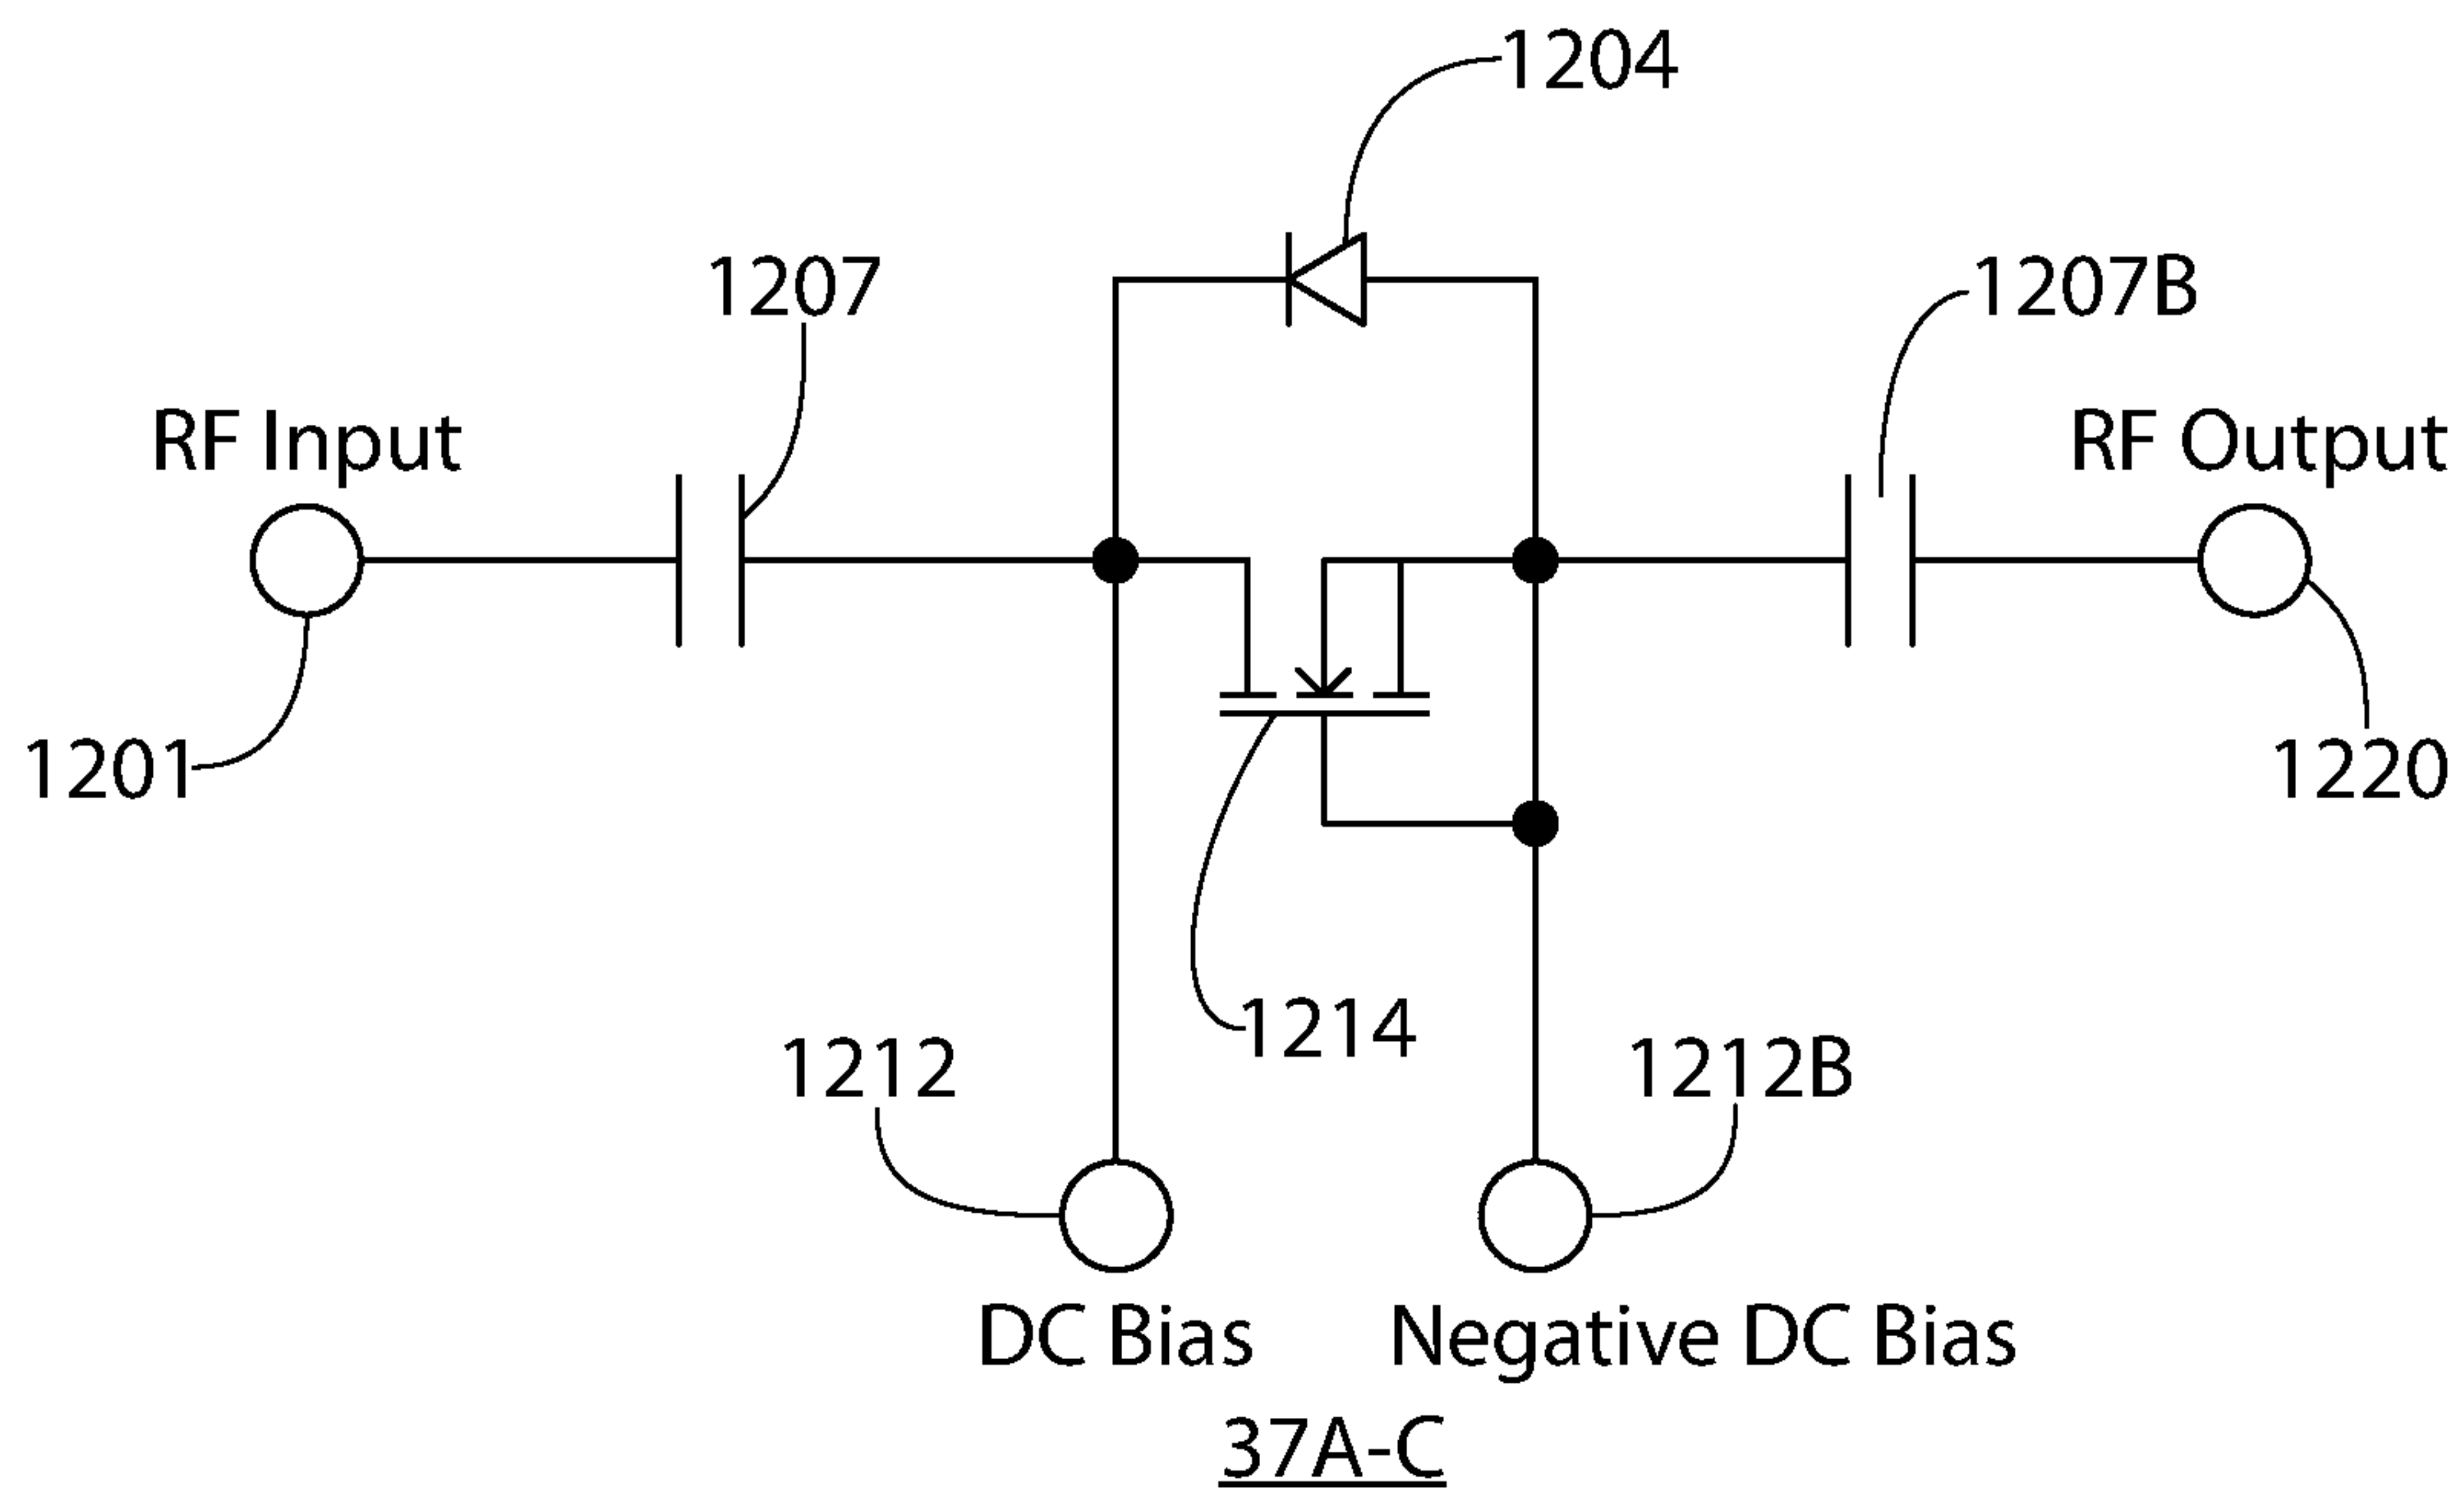 1204
1207
1207B
RF Input
RF Output
1201
1220
1214
1212
1212B
DC Bias
Negative DC Bias
37A-C